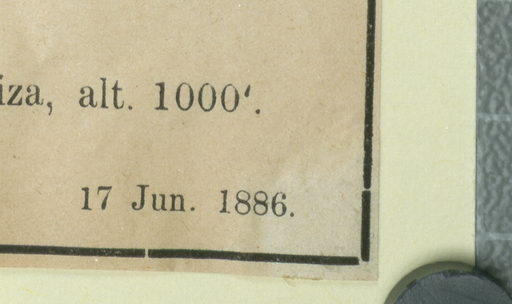 iza, alt. 1000‘.
17 Jun. 1886.